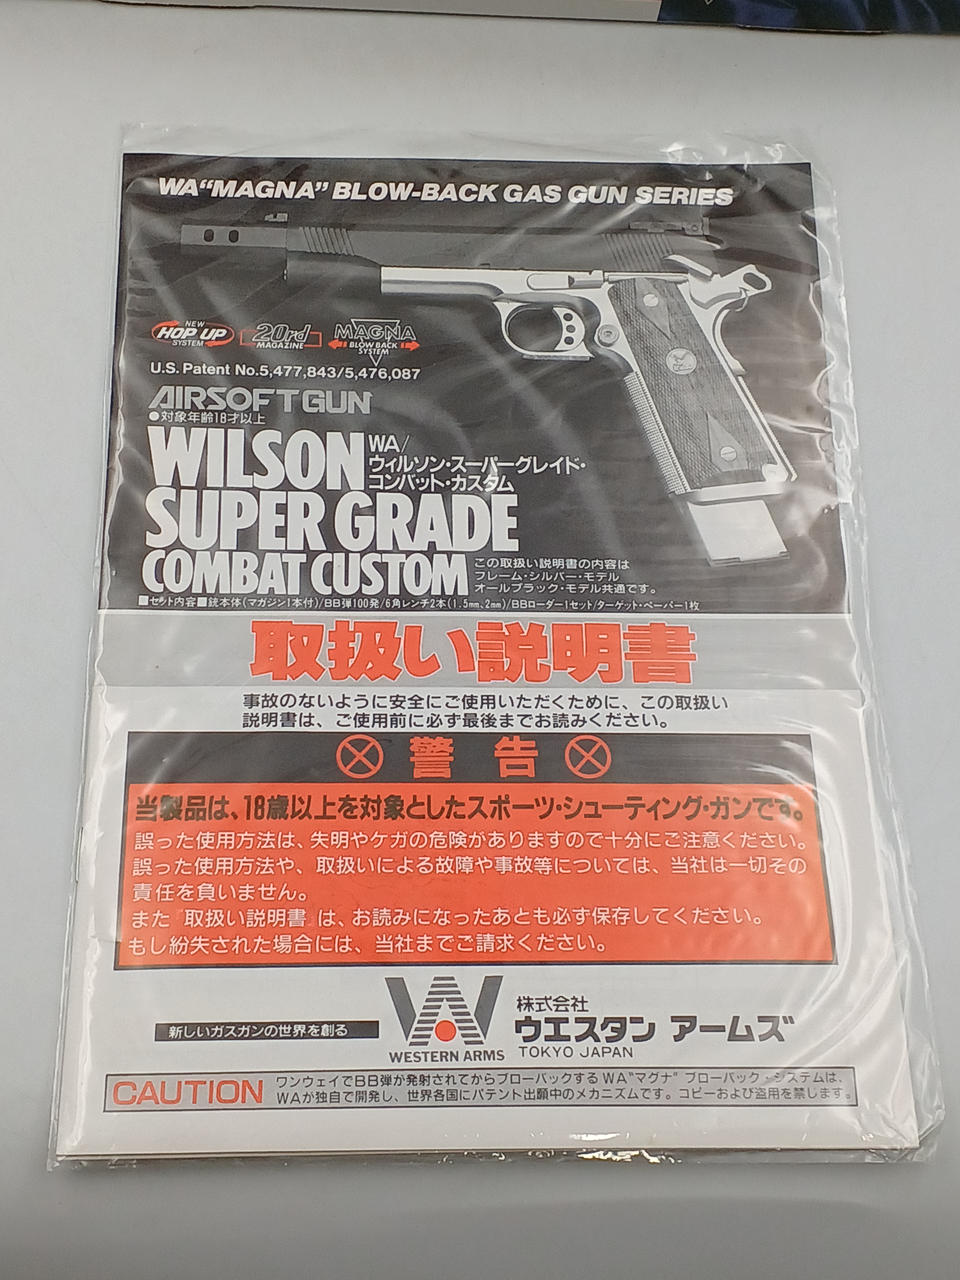 WA“MAGNA” BLOW-BACK GAS GUN SERIES
NEW
HOP UP
SYSTEM
20rd
MAGAZINE
MAGNA
BLOW BACK
SYSTEM
U.S. Patent No.5,477,843/5,476,087
AIRSOFT GUN
●対象年齢18才以上
WILSON
WA/
ウィルソン・スーパーグレイド・
コンバット・カスタム
SUPER GRADE
COMBAT CUSTOM
この取扱い説明書の内容は
フレーム・シルバー・モデル
オールブラック・モデル共通です。
■セット内容■銃本体(マガジン1本付)/BB弾100発/6角レンチ2本(1.5mm、2mm)/BBローダー1セット/ターゲット・ペーパー1枚
取扱い説明書
事故のないように安全にご使用いただくために、この取扱い
説明書は、ご使用前に必ず最後までお読みください。
警告
当製品は、18歳以上を対象としたスポーツ・シューティング・ガンです。
誤った使用方法は、失明やケガの危険がありますので十分にご注意ください。
誤った使用方法や、取扱いによる故障や事故等については、当社は一切その
責任を負いません。
また"取扱い説明書"は、お読みになったあとも必ず保存してください。
もし紛失された場合には、当社までご請求ください。
新しいガスガンの世界を創る
WESTERN ARMS
株式会社
ウエスタン アームズ
TOKYO JAPAN
CAUTION
ワンウェイでBB弾が発射されてからブローバックするWA"マグナ"ブローバック・システムは、
WAが独自で開発し、世界各国にパテント出願中のメカニズムです。コピーおよび盗用を禁じます。